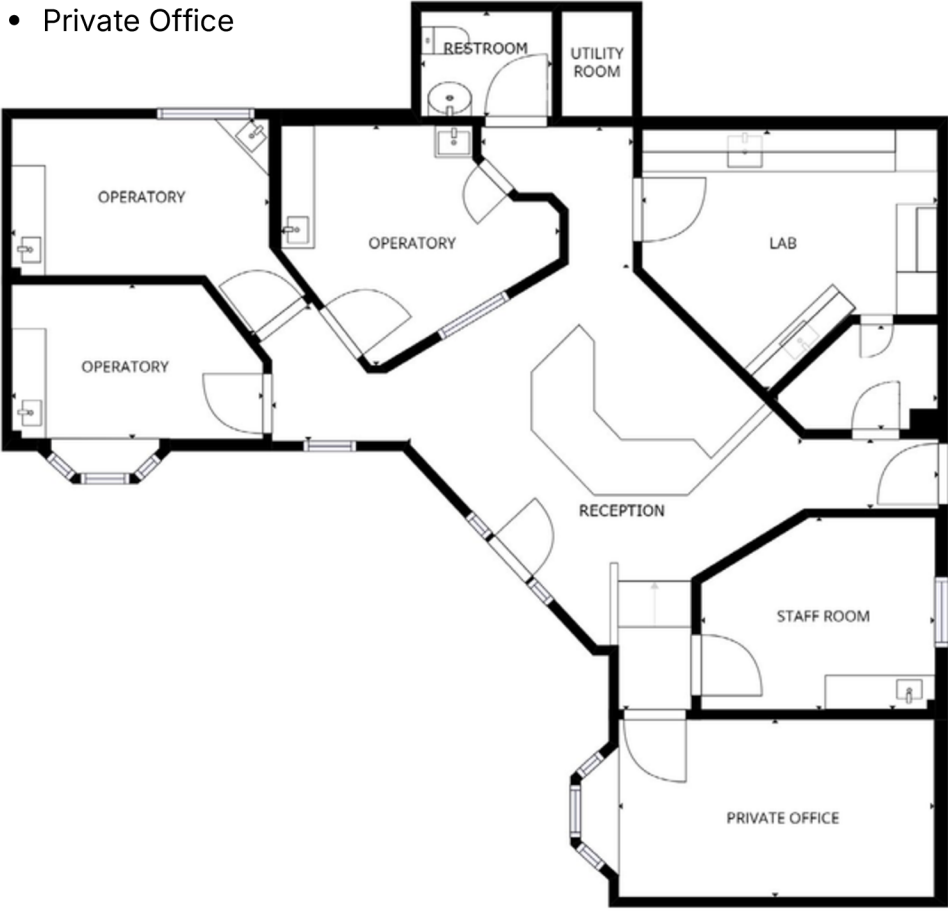 • Private Office
RESTROOM
UTILITY
ROOM
OPERATORY
OPERATORY
LAB
OPERATORY
RECEPTION
STAFF ROOM
PRIVATE OFFICE